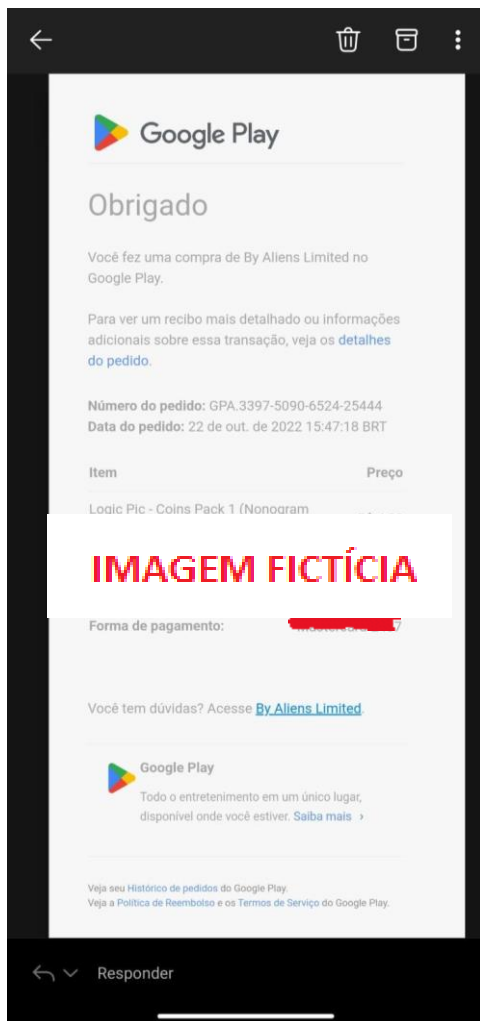 Google Play
Obrigado
Você fez uma compra de By Aliens Limited no
Google Play.
Para ver um recibo mais detalhado ou informações
adicionais sobre essa transação, veja os detalhes
do pedido.
Número do pedido: GPA.3397-5090-6524-25444
Data do pedido: 22 de out. de 2022 15:47:18 BRT
Item Preço
Logic Pic - Coins Pack 1 (Nonogram
IMAGEM FICTÍCIA
Forma de pagamento:
Você tem dúvidas? Acesse By Aliens Limited.
Google Play
Todo o entretenimento em um único lugar,
disponível onde você estiver. Saiba mais ›
Veja seu Histórico de pedidos do Google Play.
Veja a Política de Reembolso e os Termos de Serviço do Google Play.
Responder